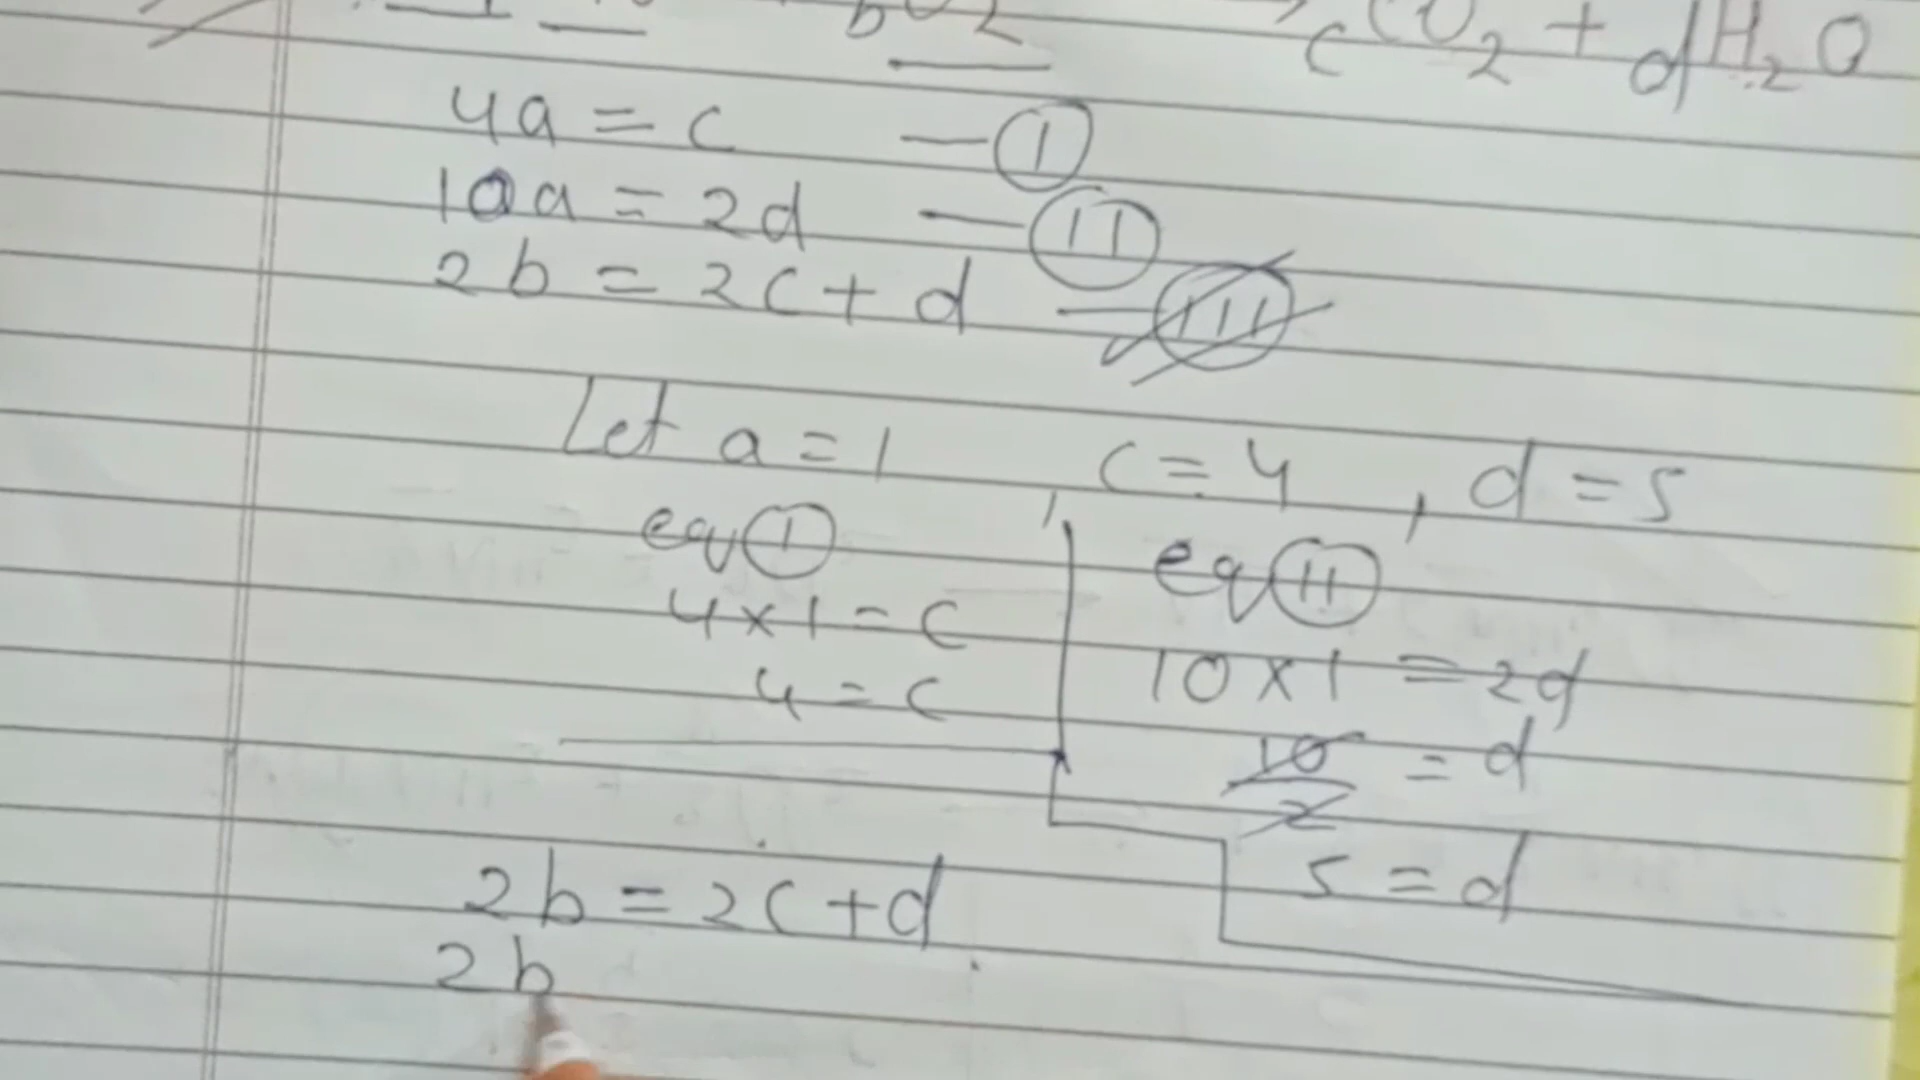 bO2 → cCO2 + dH2O
4a = c — I
10a = 2d — II
2b = 2c + d — III
Let a = 1, c = 4, d = 5
eq I
4 × 1 = c
4 = c
eq II
10 × 1 = 2d
10/2 = d
5 = d
2b = 2c + d
2b